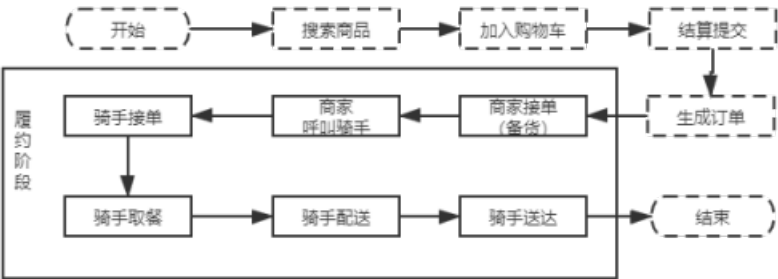 开始
搜索商品
加入购物车
结算提交
生成订单
商家接单
（备货）
商家
呼叫骑手
骑手接单
履
约
阶
段
骑手取餐
骑手配送
骑手送达
结束